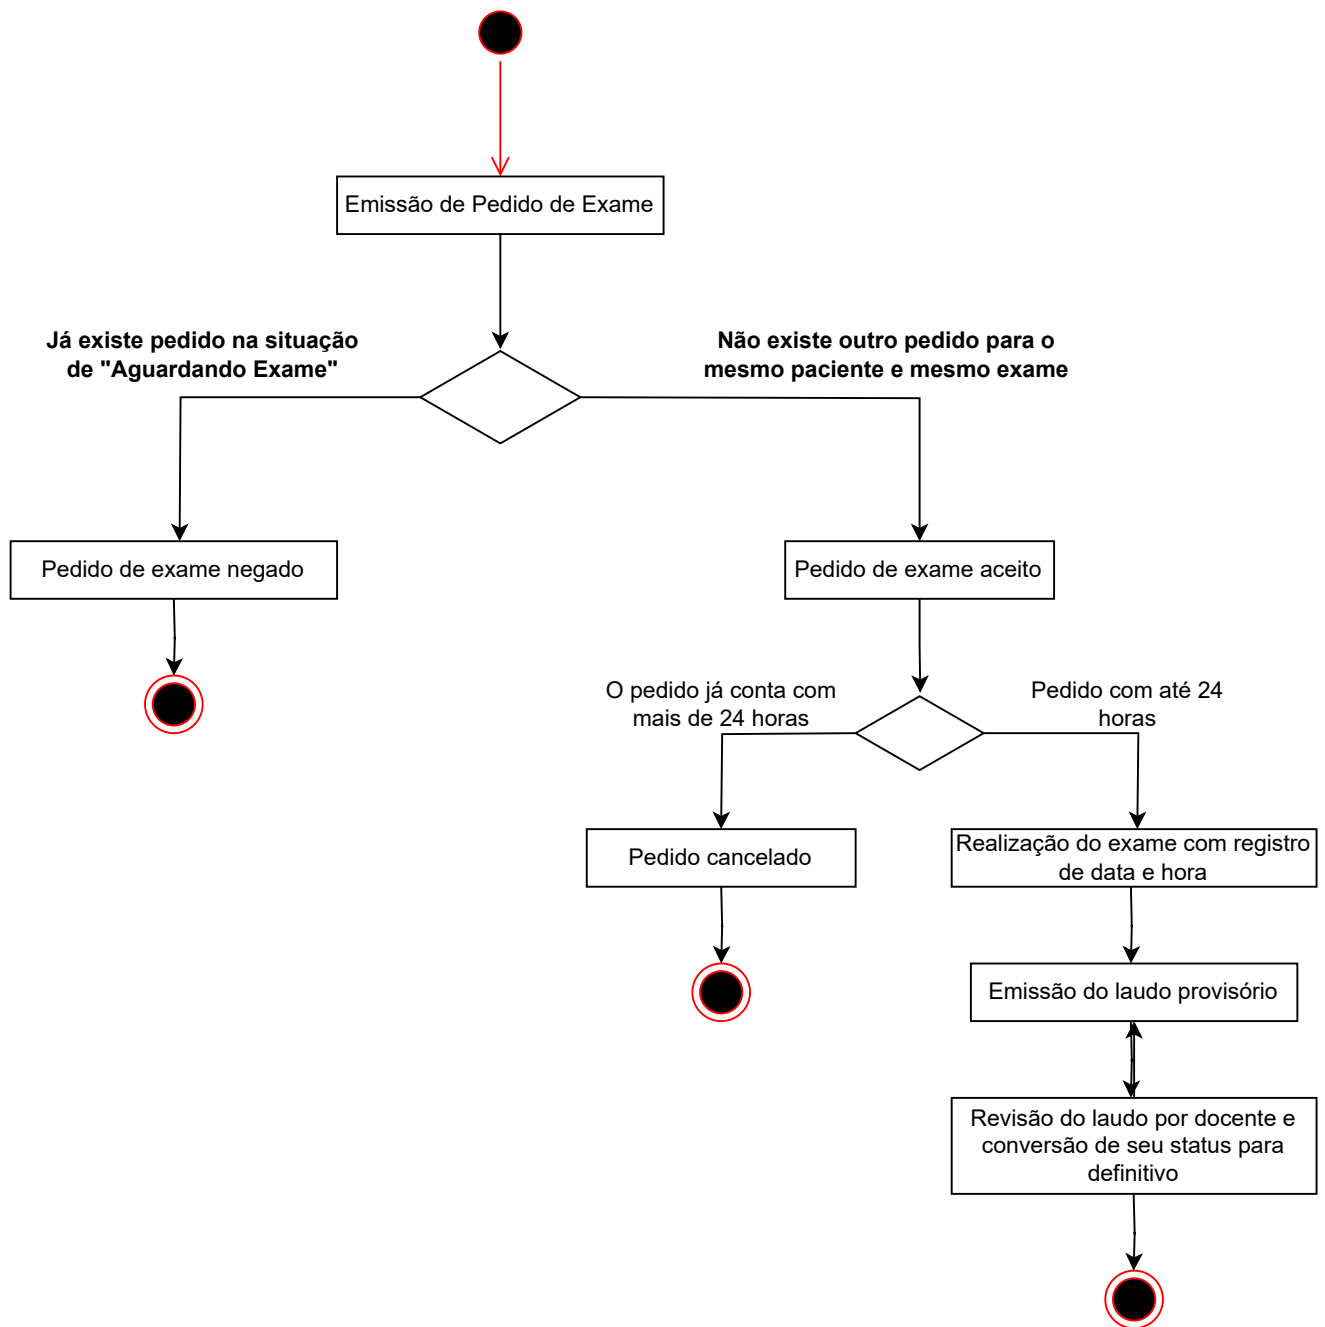 Emissão de Pedido de Exame
Já existe pedido na situação
de "Aguardando Exame"
Não existe outro pedido para o
mesmo paciente e mesmo exame
Pedido de exame negado
Pedido de exame aceito
O pedido já conta com
mais de 24 horas
Pedido com até 24
horas
Pedido cancelado
Realização do exame com registro
de data e hora
Emissão do laudo provisório
Revisão do laudo por docente e
conversão de seu status para
definitivo